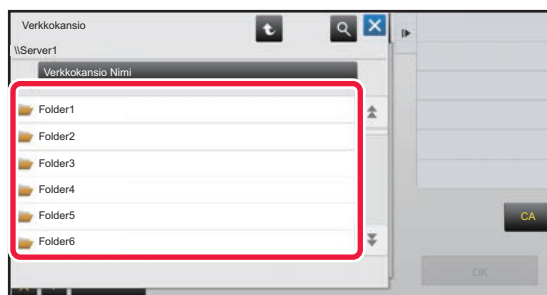 Verkkokansio
\\Server1
Verkkokansio Nimi
Folder1
Folder2
Folder3
Folder4
Folder5
Folder6
CA
OK